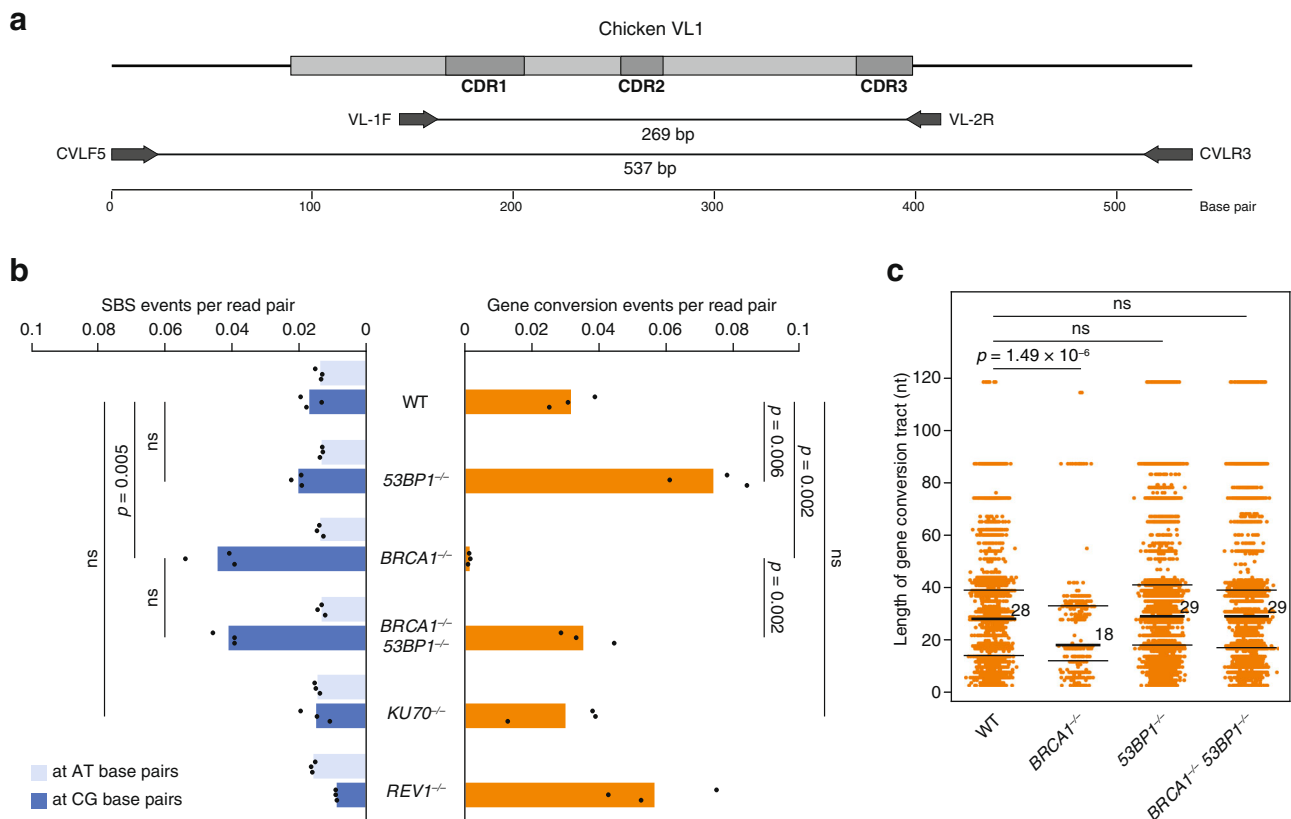 a
Chicken VL1
CDR1 CDR2 CDR3
VL-1F VL-2R
269 bp
CVLF5 CVLR3
537 bp
0 100 200 300 400 500 Base pair
b
SBS events per read pair
0.1 0.08 0.06 0.04 0.02 0
Gene conversion events per read pair
0 0.02 0.04 0.06 0.08 0.1
WT
53BP1–/–
BRCA1–/–
BRCA1–/–
53BP1–/–
KU70–/–
REV1–/–
ns
p = 0.005
ns
ns
p = 0.006
p = 0.002
p = 0.002
ns
at AT base pairs
at CG base pairs
c
ns
ns
p = 1.49 × 10–6
Length of gene conversion tract (nt)
120
100
80
60
40
20
0
28
18
29
29
WT
BRCA1–/–
53BP1–/–
BRCA1–/– 53BP1–/–